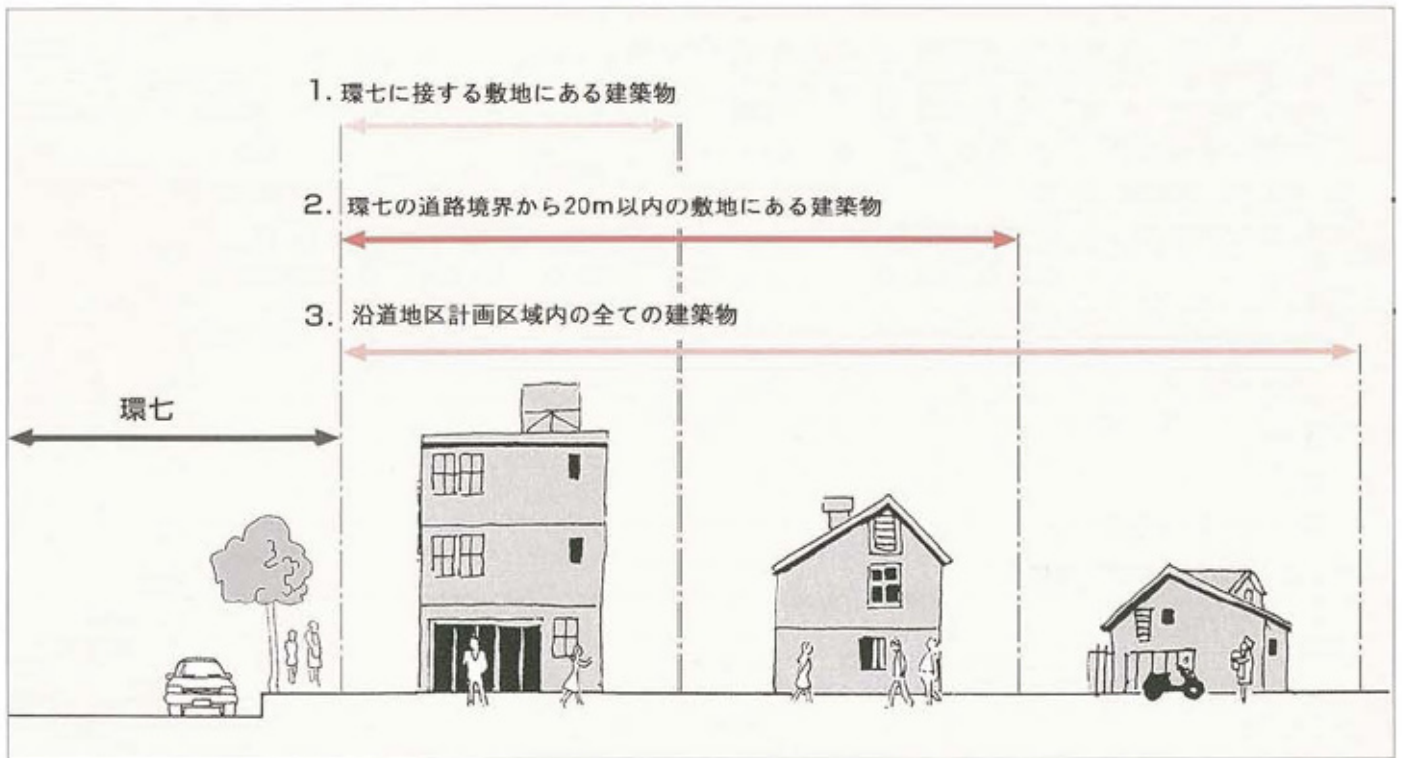 1. 環七に接する敷地にある建築物
2. 環七の道路境界から20m以内の敷地にある建築物
3. 沿道地区計画区域内の全ての建築物
環七